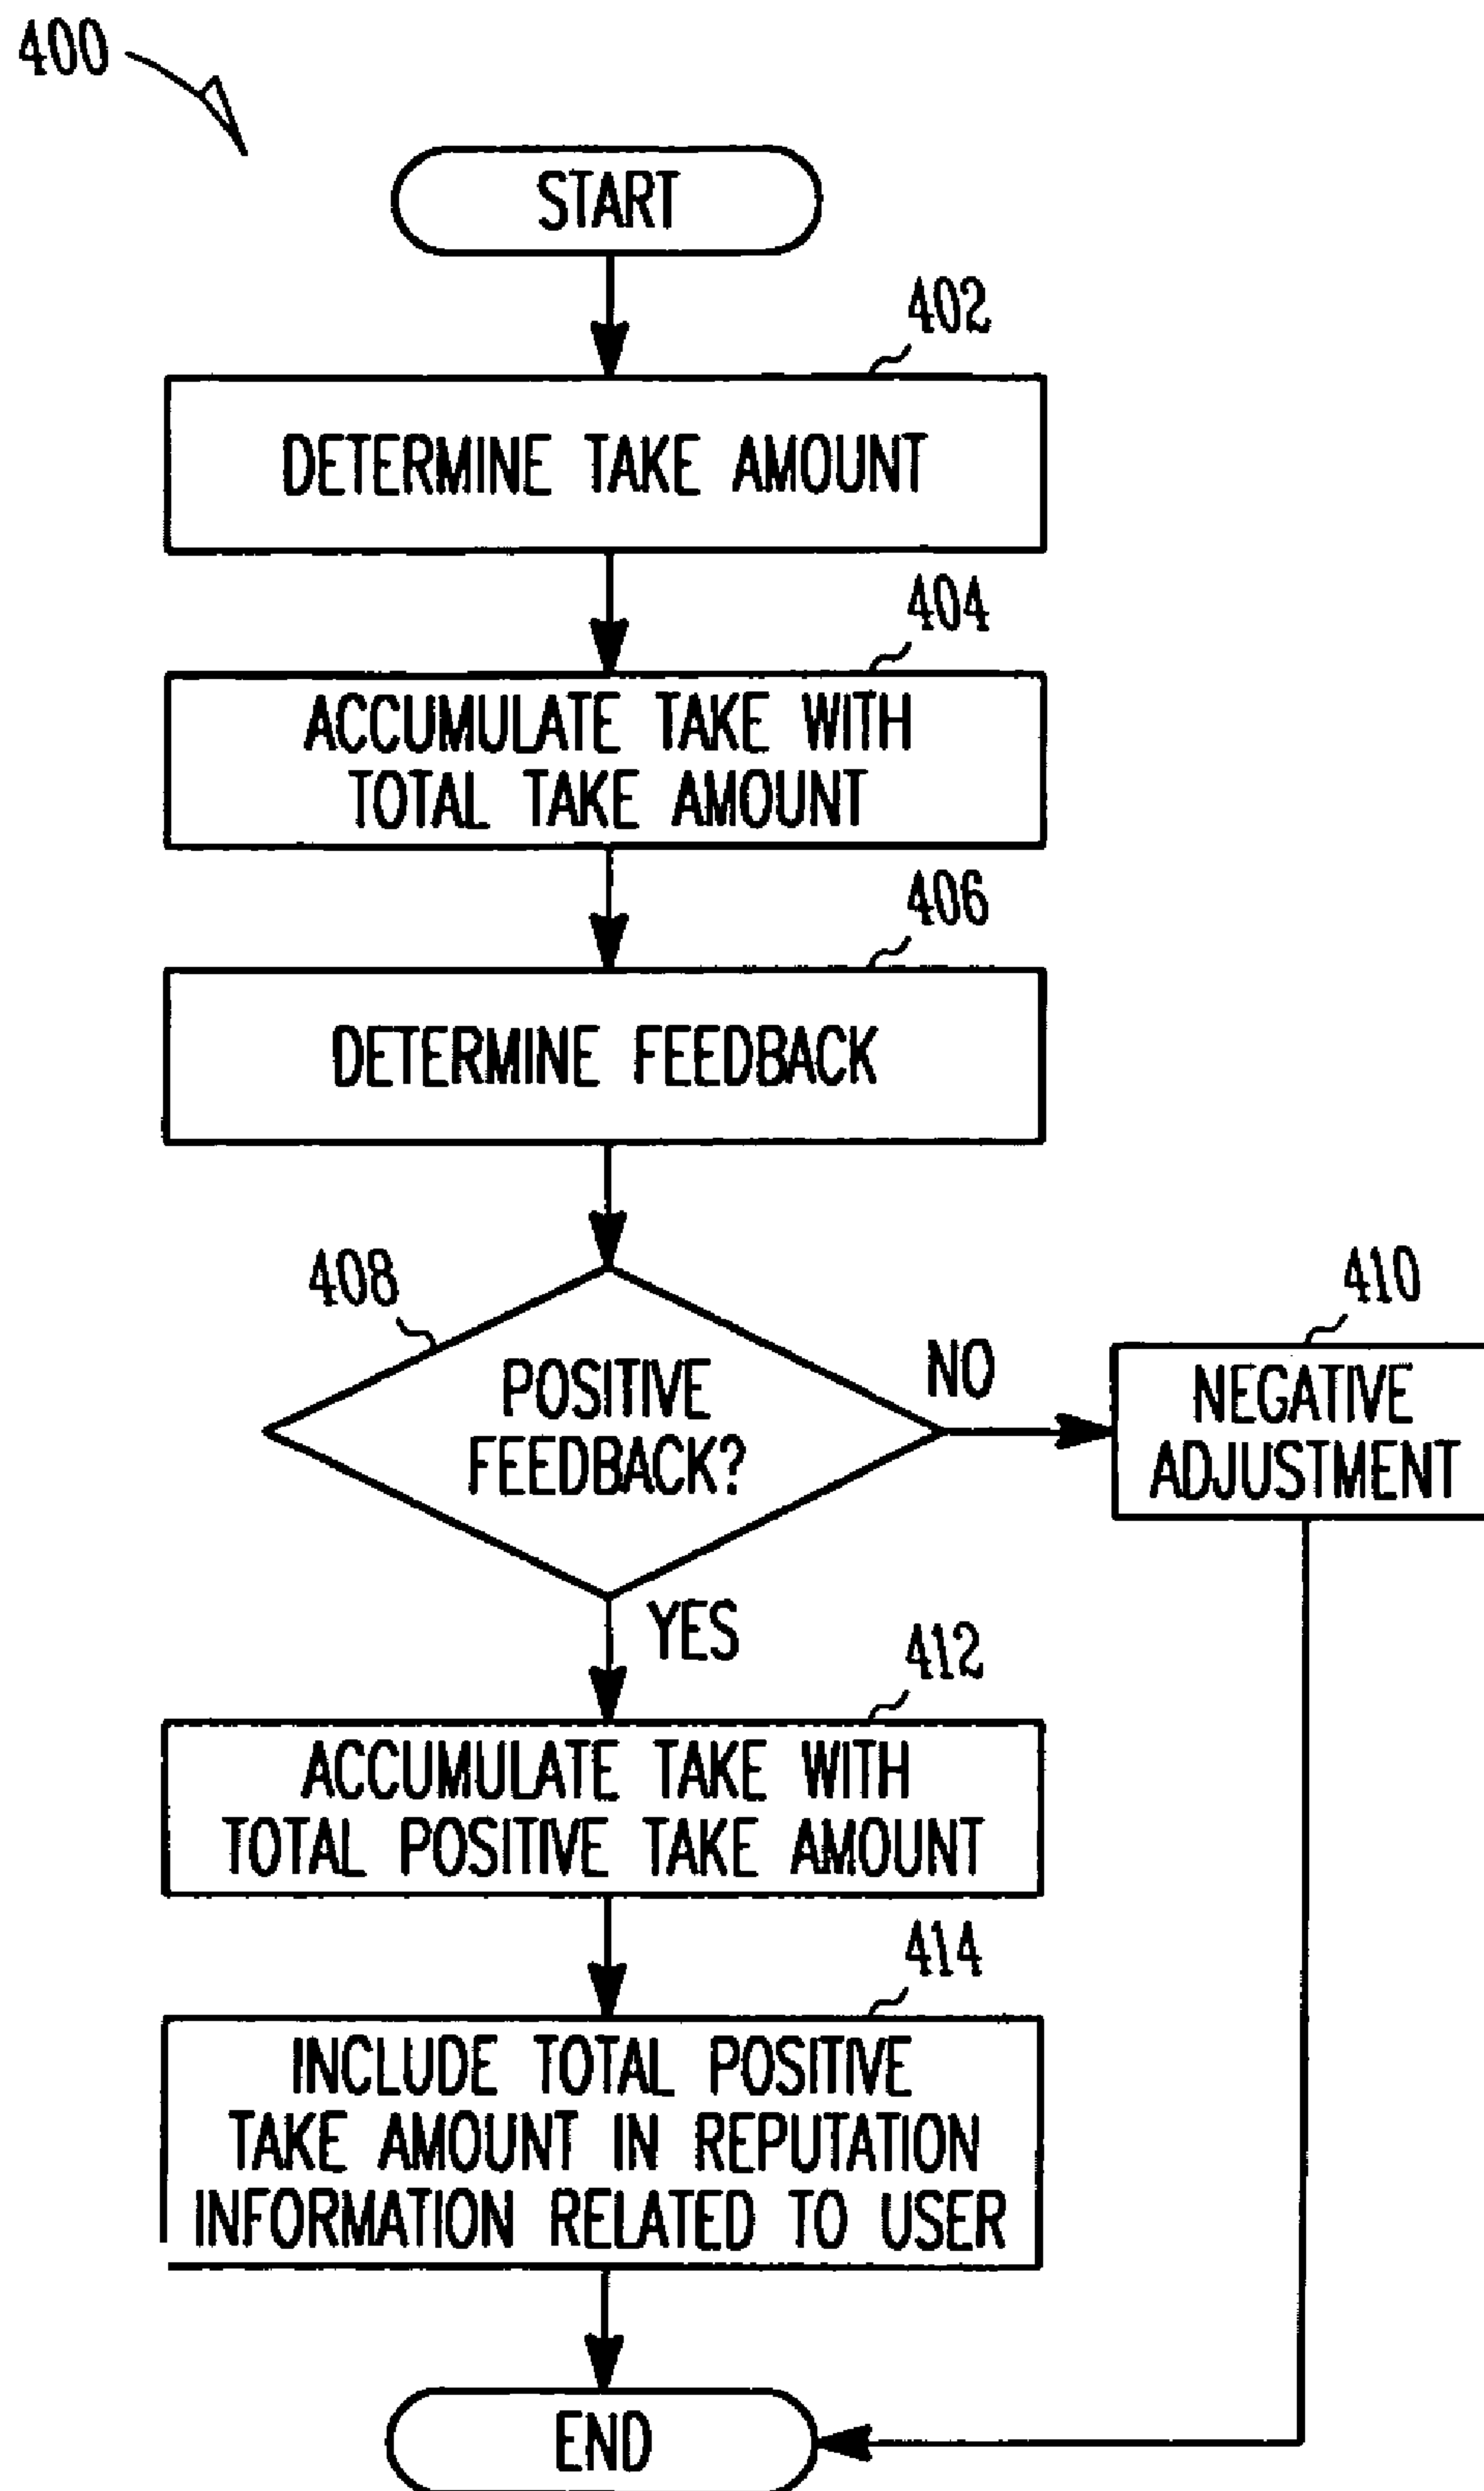 400
START
402
DETERMINE TAKE AMOUNT
404
ACCUMULATE TAKE WITH
TOTAL TAKE AMOUNT
406
DETERMINE FEEDBACK
408
POSITIVE
FEEDBACK?
NO
410
NEGATIVE
ADJUSTMENT
YES
412
ACCUMULATE TAKE WITH
TOTAL POSITIVE TAKE AMOUNT
414
INCLUDE TOTAL POSITIVE
TAKE AMOUNT IN REPUTATION
INFORMATION RELATED TO USER
END